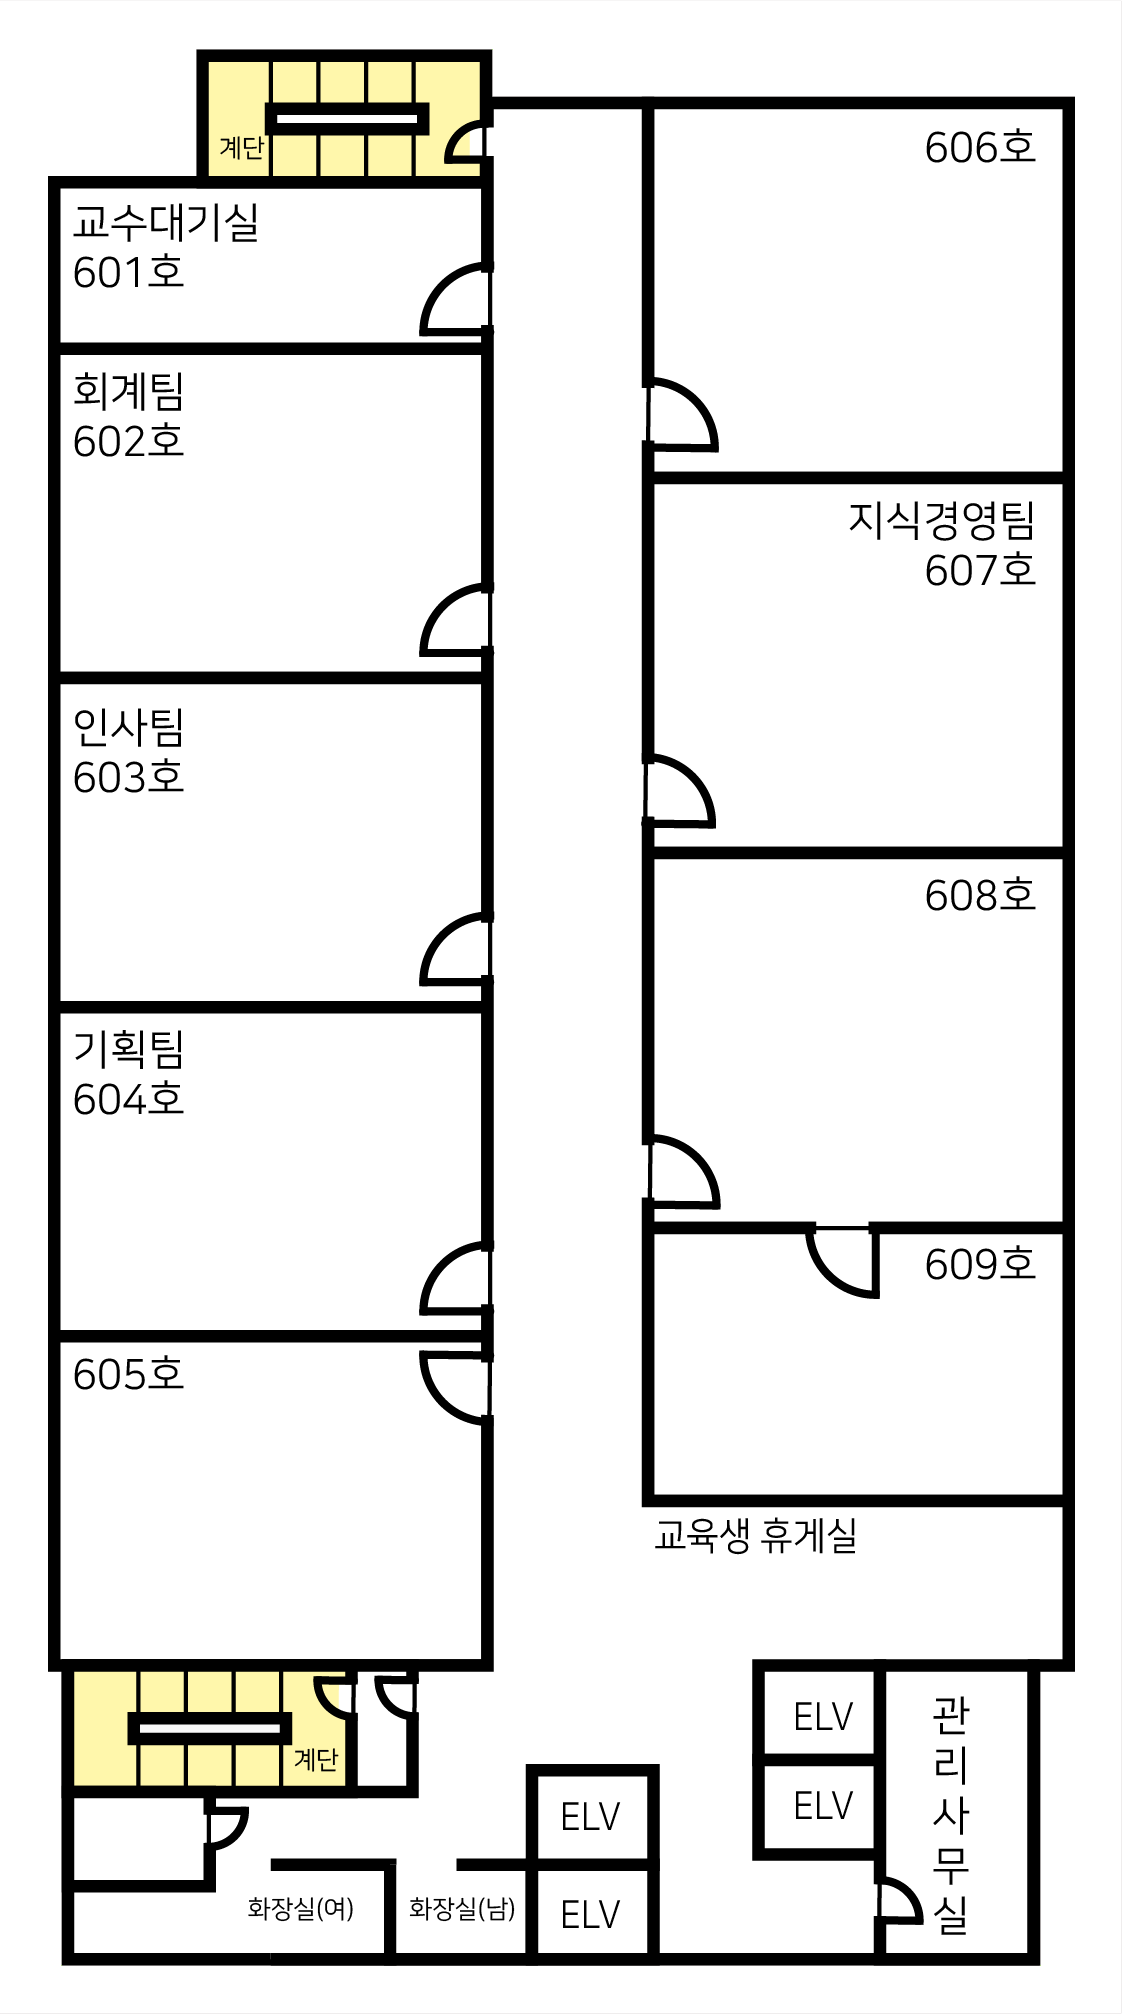 계단
교수대기실
601호
회계팀
602호
인사팀
603호
기획팀
604호
605호
606호
지식경영팀
607호
608호
609호
교육생 휴게실
계단
화장실(여)
화장실(남)
ELV
ELV
ELV
ELV
관
리
사
무
실